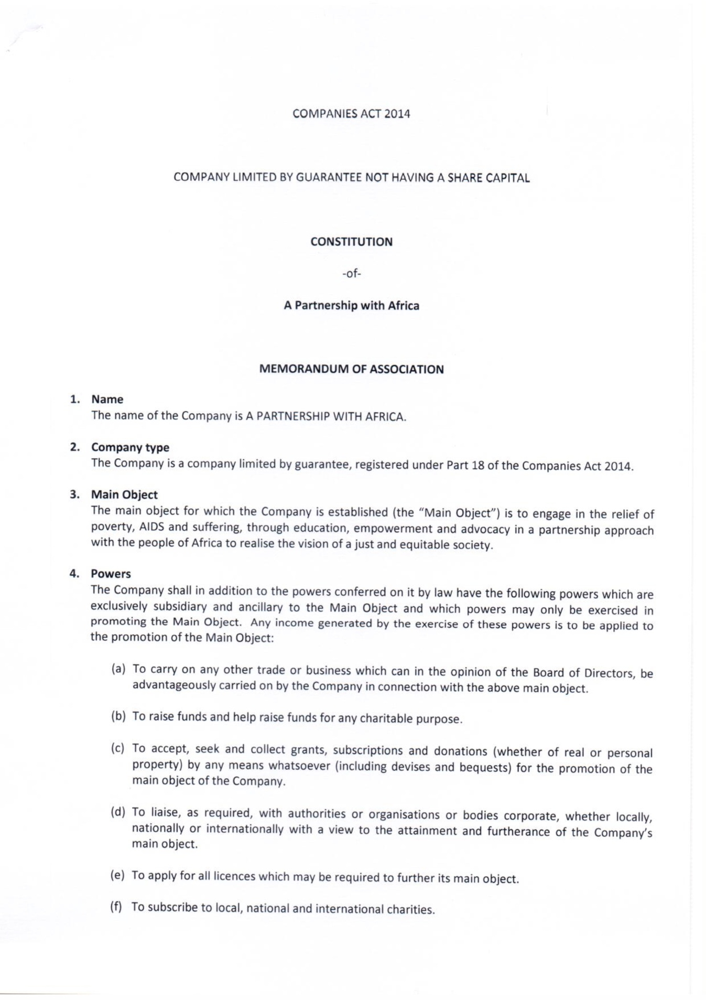 COMPANIES ACT 2014
COMPANY LIMITED BY GUARANTEE NOT HAVING A SHARE CAPITAL
CONSTITUTION
-of-
A Partnership with Africa
MEMORANDUM OF ASSOCIATION
1. Name
The name of the Company is A PARTNERSHIP WITH AFRICA.
2. Company type
The Company is a company limited by guarantee, registered under Part 18 of the Companies Act 2014.
3. Main Object
The main object for which the Company is established (the “Main Object”) is to engage in the relief of
poverty, AIDS and suffering, through education, empowerment and advocacy in a partnership approach
with the people of Africa to realise the vision of a just and equitable society.
4. Powers
The Company shall in addition to the powers conferred on it by law have the following powers which are
exclusively subsidiary and ancillary to the Main Object and which powers may only be exercised in
promoting the Main Object. Any income generated by the exercise of these powers is to be applied to
the promotion of the Main Object:
(a) To carry on any other trade or business which can in the opinion of the Board of Directors, be
advantageously carried on by the Company in connection with the above main object.
(b) To raise funds and help raise funds for any charitable purpose.
(c) To accept, seek and collect grants, subscriptions and donations (whether of real or personal
property) by any means whatsoever (including devises and bequests) for the promotion of the
main object of the Company.
(d) To liaise, as required, with authorities or organisations or bodies corporate, whether locally,
nationally or internationally with a view to the attainment and furtherance of the Company’s
main object.
(e) To apply for all licences which may be required to further its main object.
(f) To subscribe to local, national and international charities.